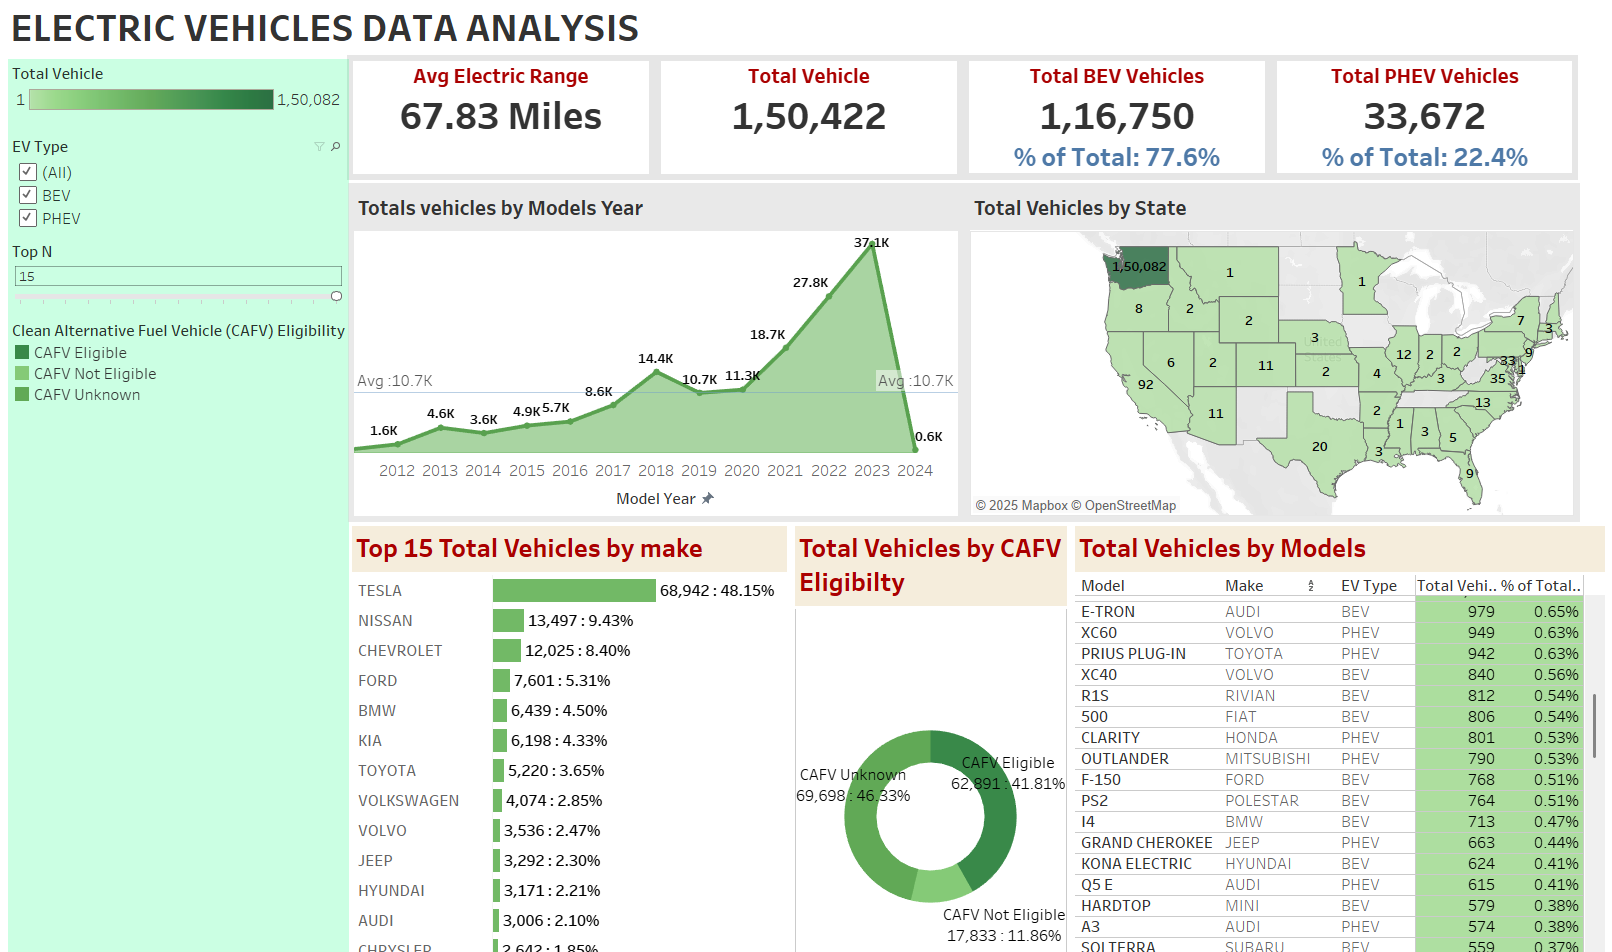 ELECTRIC VEHICLES DATA ANALYSIS
Total Vehicle
1 1,50,082
EV Type
(All)
BEV
PHEV
Top N
15
Clean Alternative Fuel Vehicle (CAFV) Eligibility
CAFV Eligible
CAFV Not Eligible
CAFV Unknown
Avg Electric Range
67.83 Miles
Total Vehicle
1,50,422
Total BEV Vehicles
1,16,750
% of Total: 77.6%
Total PHEV Vehicles
33,672
% of Total: 22.4%
Totals vehicles by Models Year
37.1K
27.8K
18.7K
14.4K
10.7K 11.3K
Avg :10.7K Avg :10.7K
8.6K
4.9K 5.7K
4.6K
3.6K
1.6K
0.6K
2012 2013 2014 2015 2016 2017 2018 2019 2020 2021 2022 2023 2024
Model Year
Total Vehicles by State
1,50,082 1 1
8 2 2 7 3
3 9
6 2 11 12 2 2 33 1
92 2 4 3 35
11 2 13
1 3 5
20 3
9
United
States
© 2025 Mapbox © OpenStreetMap
Top 15 Total Vehicles by make
TESLA 68,942 : 48.15%
NISSAN 13,497 : 9.43%
CHEVROLET 12,025 : 8.40%
FORD 7,601 : 5.31%
BMW 6,439 : 4.50%
KIA 6,198 : 4.33%
TOYOTA 5,220 : 3.65%
VOLKSWAGEN 4,074 : 2.85%
VOLVO 3,536 : 2.47%
JEEP 3,292 : 2.30%
HYUNDAI 3,171 : 2.21%
AUDI 3,006 : 2.10%
CHRYSLER 2,642 : 1.85%
Total Vehicles by CAFV
Eligibilty
CAFV Eligible
62,891 : 41.81%
CAFV Unknown
69,698 : 46.33%
CAFV Not Eligible
17,833 : 11.86%
Total Vehicles by Models
Model Make EV Type Total Vehi.. % of Total..
E-TRON AUDI BEV 979 0.65%
XC60 VOLVO PHEV 949 0.63%
PRIUS PLUG-IN TOYOTA PHEV 942 0.63%
XC40 VOLVO BEV 840 0.56%
R1S RIVIAN BEV 812 0.54%
500 FIAT BEV 806 0.54%
CLARITY HONDA PHEV 801 0.53%
OUTLANDER MITSUBISHI PHEV 790 0.53%
F-150 FORD BEV 768 0.51%
PS2 POLESTAR BEV 764 0.51%
I4 BMW BEV 713 0.47%
GRAND CHEROKEE JEEP PHEV 663 0.44%
KONA ELECTRIC HYUNDAI BEV 624 0.41%
Q5 E AUDI PHEV 615 0.41%
HARDTOP MINI BEV 579 0.38%
A3 AUDI PHEV 574 0.38%
SOLTERRA SUBARU BEV 559 0.37%